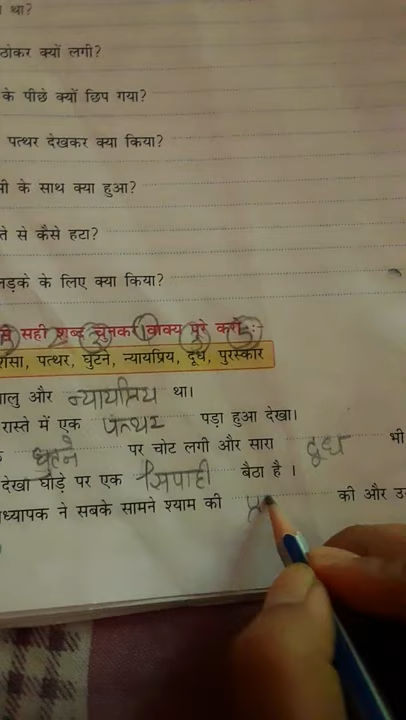 था?
ठोकर क्यों लगी?
के पीछे क्यों छिप गया?
पत्थर देखकर क्या किया?
के साथ क्या हुआ?
से कैसे हटा?
के लिए क्या किया?
सही शब्द चुनकर वाक्य पूरे करो :-
पत्थर, घुटने, न्यायप्रिय, दूध, पुरस्कार
और न्यायप्रिय था।
रास्ते में एक पत्थर पड़ा हुआ देखा।
घुटने पर चोट लगी और सारा दूध भी
देखा घोड़े पर एक सिपाही बैठा है ।
ध्यापक ने सबके सामने श्याम की की और